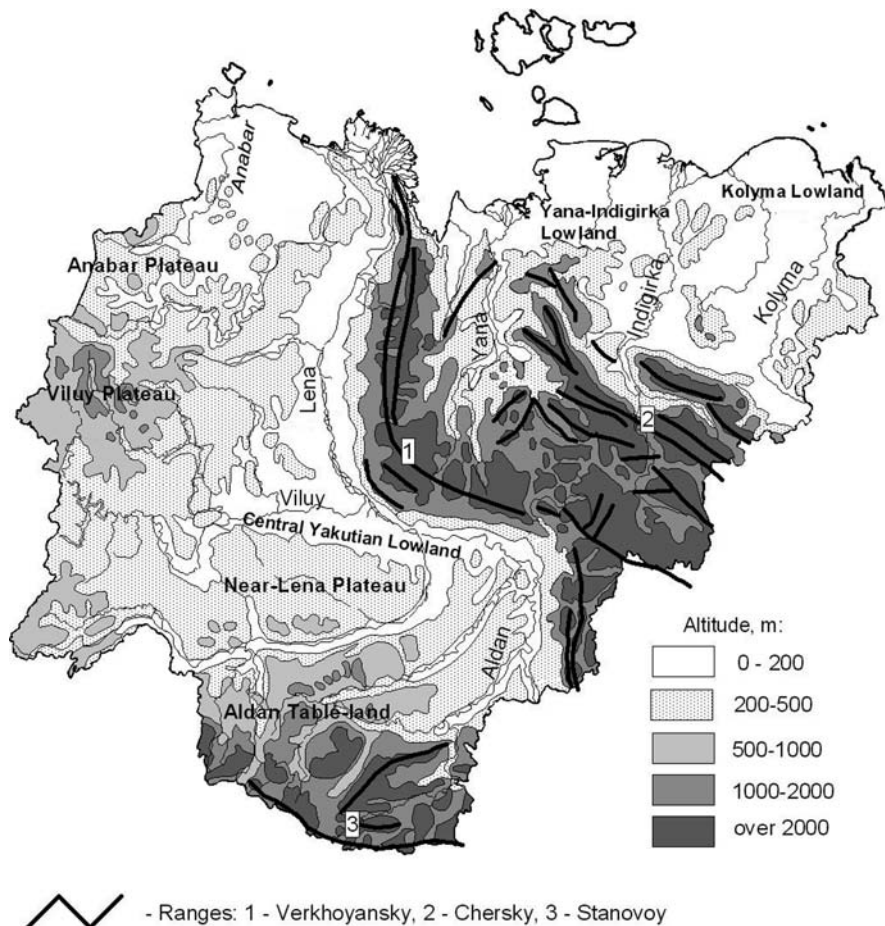 Anabar
Kolyma Lowland
Yana-Indigirka
Lowland
Anabar Plateau
Indigirka
Kolyma
Yana
Lena
Viluy Plateau
2
1
Viluy
Central Yakutian Lowland
Near-Lena Plateau
Aldan
Altitude, m:
0 - 200
200-500
Aldan Table-land
500-1000
1000-2000
3
over 2000
- Ranges: 1 - Verkhoyansky, 2 - Chersky, 3 - Stanovoy